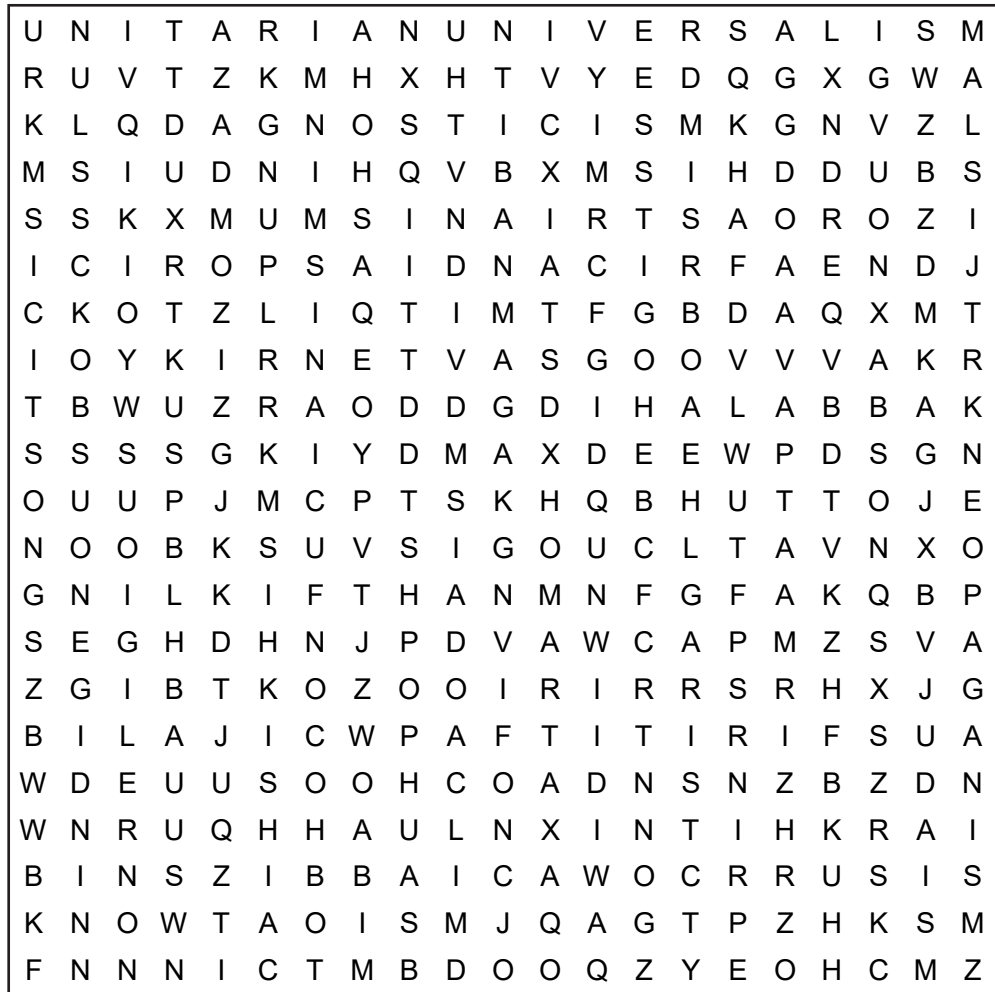 U N I T A R I A N U N I V E R S A L I S M
R U V T Z K M H X H T V Y E D Q G X G W A
K L Q D A G N O S T I C I S M K G N V Z L
M S I U D N I H Q V B X M S I H D D U B S
S S K X M U M S I N A I R T S A O R O Z I
I C I R O P S A I D N A C I R F A E N D J
C K O T Z L I Q T I M T F G B D A Q X M T
I O Y K I R N E T V A S G O O V V V A K R
T B W U Z R A O D D G D I H A L A B B A K
S S S S G K I Y D M A X D E E W P D S G N
O U U P J M C P T S K H Q B H U T T O J E
N O O B K S U V S I G O U C L T A V N X O
G N I L K I F T H A N M N F G F A K Q B P
S E G H D H N J P D V A W C A P M Z S V A
Z G I B T K O Z O O I R I R R S R H X J G
B I L A J I C W P A F T I T I R I F S U A
W D E U U S O O H C O A D N S N Z B Z D N
W N R U Q H H A U L N X I N T I H K R A I
B I N S Z I B B A I C A W O C R R U S I S
K N O W T A O I S M J Q A G T P Z H K S M
F N N N I C T M B D O O Q Z Y E O H C M Z